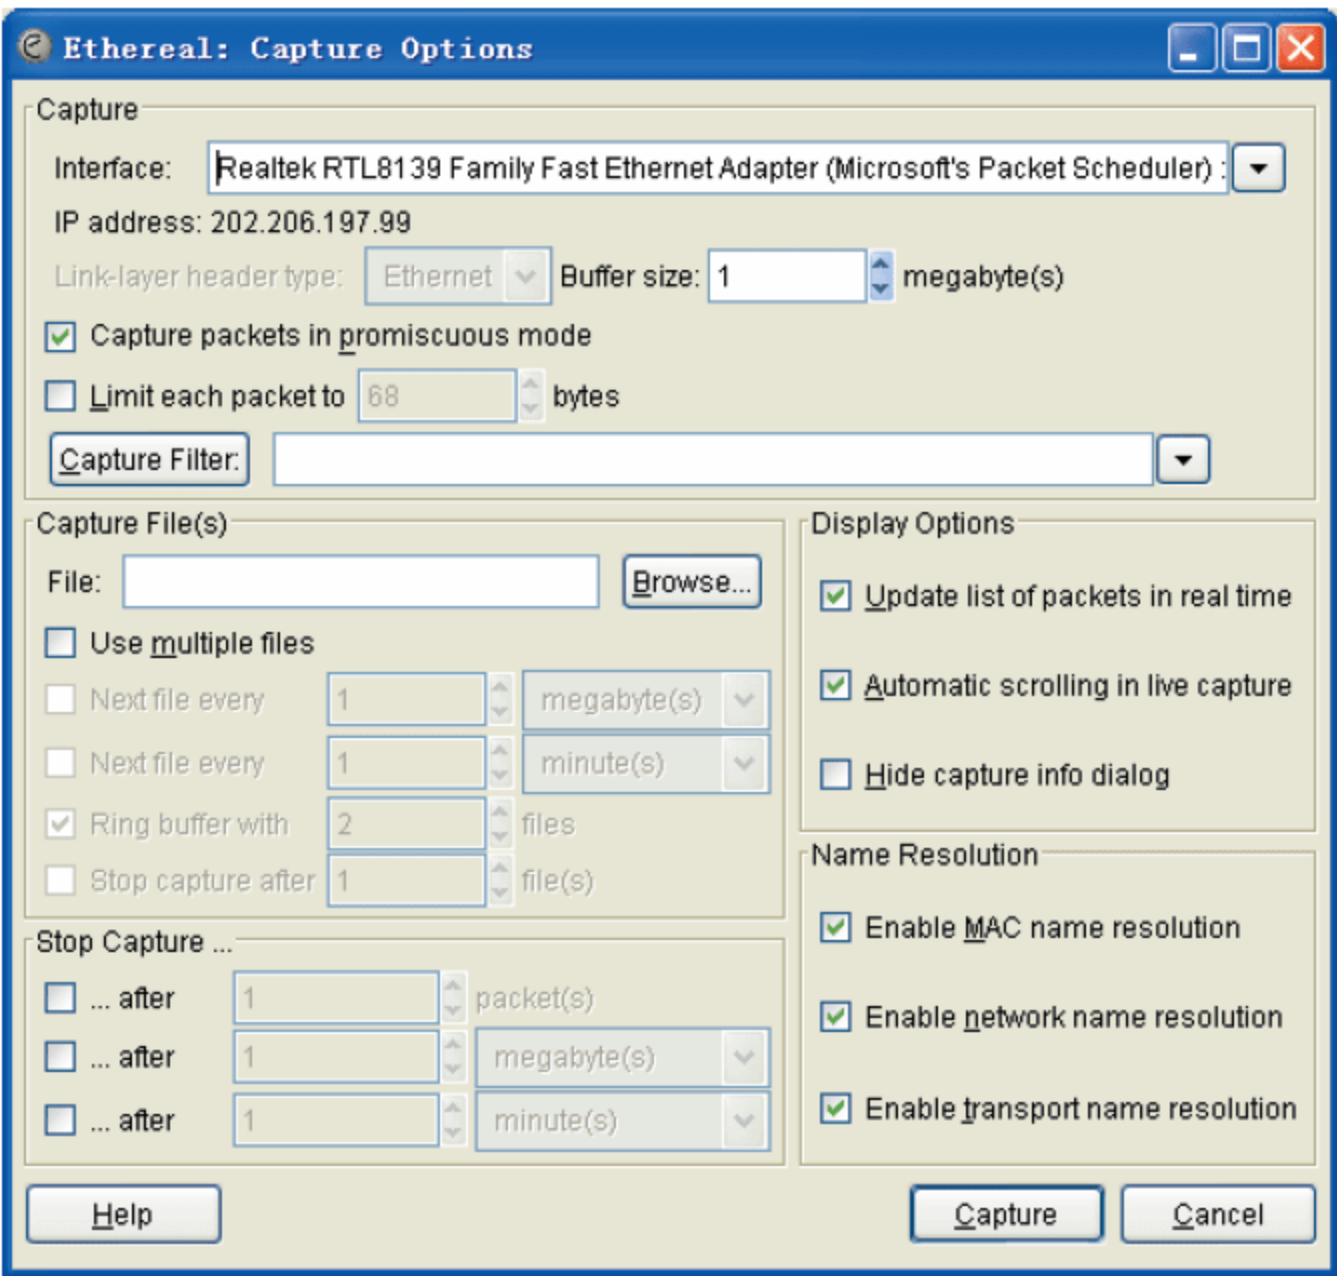 Ethereal: Capture Options
Capture
Interface: Realtek RTL8139 Family Fast Ethernet Adapter (Microsoft's Packet Scheduler) :
IP address: 202.206.197.99
Link-layer header type: Ethernet Buffer size: 1 megabyte(s)
Capture packets in promiscuous mode
Limit each packet to 68 bytes
Capture Filter:
Capture File(s)
File: Browse...
Use multiple files
Next file every 1 megabyte(s)
Next file every 1 minute(s)
Ring buffer with 2 files
Stop capture after 1 file(s)
Stop Capture ...
... after 1 packet(s)
... after 1 megabyte(s)
... after 1 minute(s)
Display Options
Update list of packets in real time
Automatic scrolling in live capture
Hide capture info dialog
Name Resolution
Enable MAC name resolution
Enable network name resolution
Enable transport name resolution
Help Capture Cancel